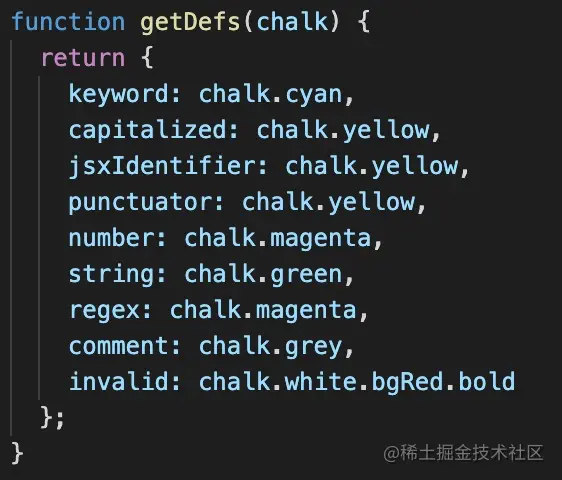 function getDefs(chalk) {
  return {
    keyword: chalk.cyan,
    capitalized: chalk.yellow,
    jsxIdentifier: chalk.yellow,
    punctuator: chalk.yellow,
    number: chalk.magenta,
    string: chalk.green,
    regex: chalk.magenta,
    comment: chalk.grey,
    invalid: chalk.white.bgRed.bold
  };
}
@稀土掘金技术社区